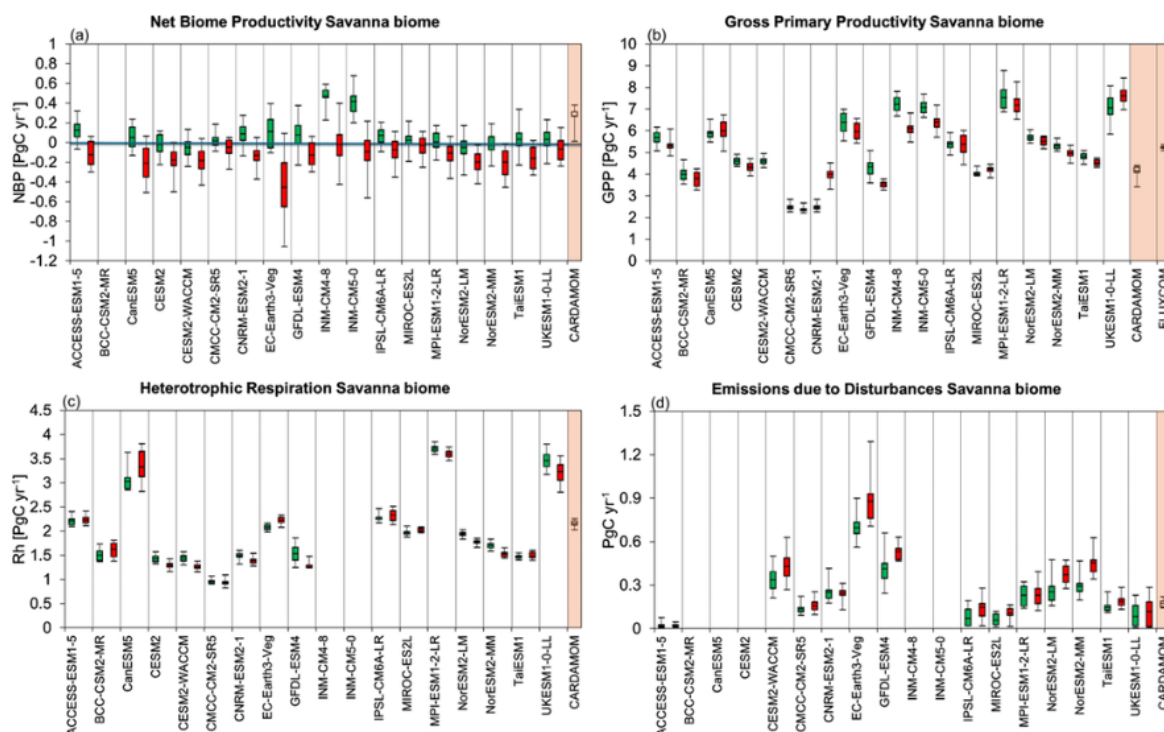 Net Biome Productivity Savanna biome
(a)
NBP [PgC yr⁻¹]
1
0.8
0.6
0.4
0.2
0
-0.2
-0.4
-0.6
-0.8
-1
-1.2
ACCESS-ESM1-5
BCC-CSM2-MR
CanESM5
CESM2
CESM2-WACCM
CMCC-CM2-SR5
CNRM-ESM2-1
EC-Earth3-Veg
GFDL-ESM4
INM-CM4-8
INM-CM5-0
IPSL-CM6A-LR
MIROC-ES2L
MPI-ESM1-2-LR
NorESM2-LM
NorESM2-MM
TaiESM1
UKESM1-0-LL
CARDAMOM
Gross Primary Productivity Savanna biome
(b)
GPP [PgC yr⁻¹]
10
9
8
7
6
5
4
3
2
1
0
ACCESS-ESM1-5
BCC-CSM2-MR
CanESM5
CESM2
CESM2-WACCM
CMCC-CM2-SR5
CNRM-ESM2-1
EC-Earth3-Veg
GFDL-ESM4
INM-CM4-8
INM-CM5-0
IPSL-CM6A-LR
MIROC-ES2L
MPI-ESM1-2-LR
NorESM2-LM
NorESM2-MM
TaiESM1
UKESM1-0-LL
CARDAMOM
FLUXCOM
Heterotrophic Respiration Savanna biome
(c)
Rh [PgC yr⁻¹]
4.5
4
3.5
3
2.5
2
1.5
1
0.5
0
ACCESS-ESM1-5
BCC-CSM2-MR
CanESM5
CESM2
CESM2-WACCM
CMCC-CM2-SR5
CNRM-ESM2-1
EC-Earth3-Veg
GFDL-ESM4
INM-CM4-8
INM-CM5-0
IPSL-CM6A-LR
MIROC-ES2L
MPI-ESM1-2-LR
NorESM2-LM
NorESM2-MM
TaiESM1
UKESM1-0-LL
CARDAMOM
Emissions due to Disturbances Savanna biome
(d)
PgC yr⁻¹]
1.5
1.2
0.9
0.6
0.3
0
ACCESS-ESM1-5
BCC-CSM2-MR
CanESM5
CESM2
CESM2-WACCM
CMCC-CM2-SR5
CNRM-ESM2-1
EC-Earth3-Veg
GFDL-ESM4
INM-CM4-8
INM-CM5-0
IPSL-CM6A-LR
MIROC-ES2L
MPI-ESM1-2-LR
NorESM2-LM
NorESM2-MM
TaiESM1
UKESM1-0-LL
CARDAMOM